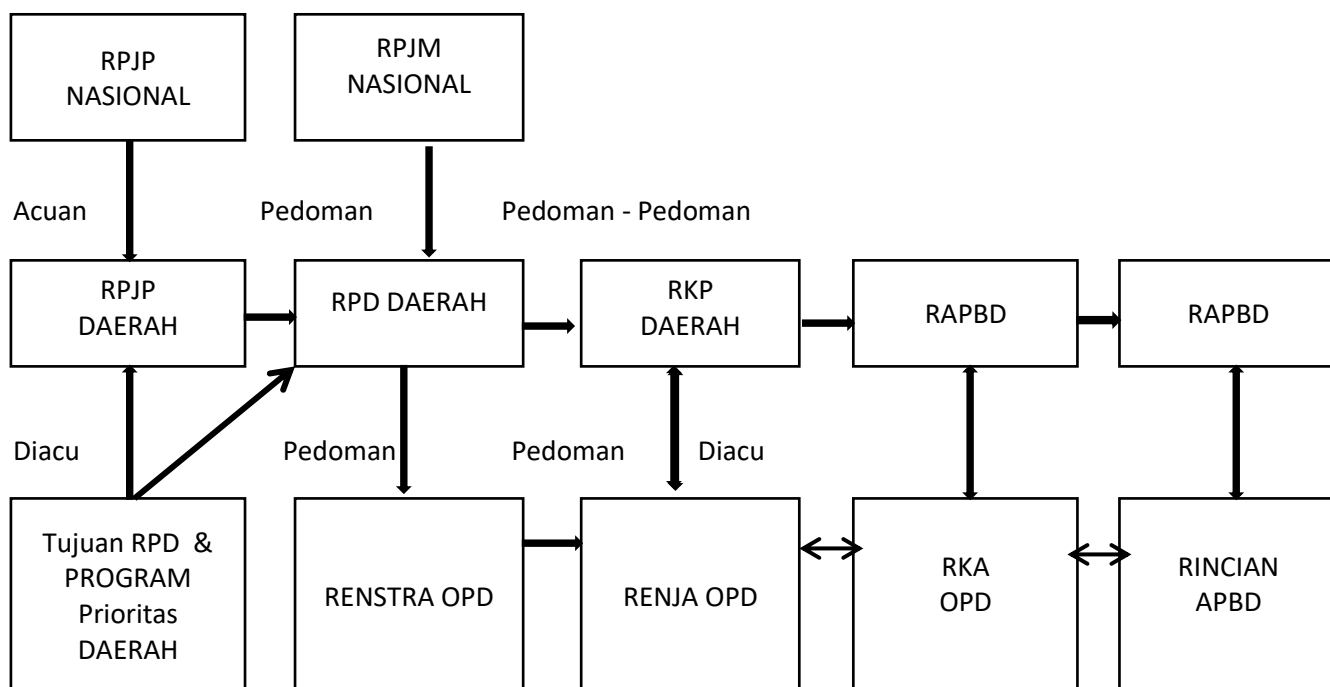 RPJP
NASIONAL
RPJM
NASIONAL
Acuan
Pedoman
Pedoman - Pedoman
RPJP
DAERAH
RPD DAERAH
RKP
DAERAH
RAPBD
RAPBD
Diacu
Pedoman
Pedoman
Diacu
Tujuan RPD &
PROGRAM
Prioritas
DAERAH
RENSTRA OPD
RENJA OPD
RKA
OPD
RINCIAN
APBD